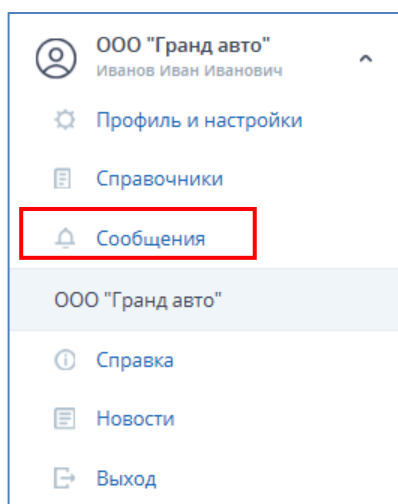 ООО "Гранд авто"
Иванов Иван Иванович
Профиль и настройки
Справочники
Сообщения
ООО "Гранд авто"
Справка
Новости
Выход